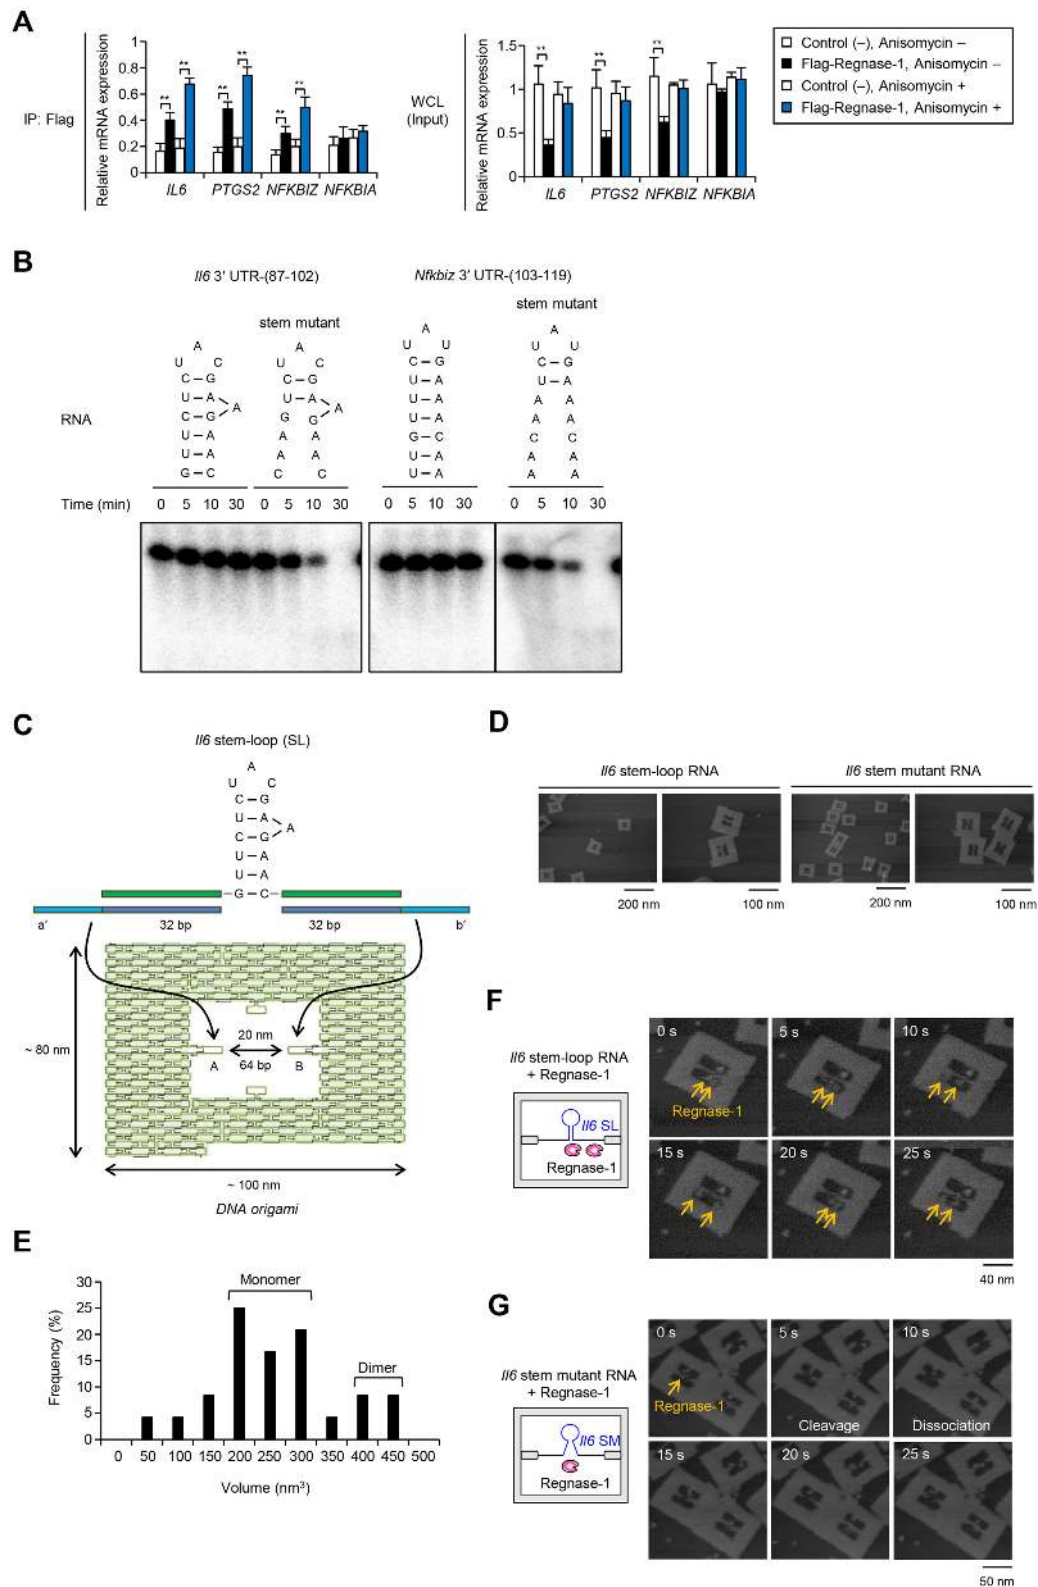 A
IP: Flag
Relative mRNA expression
1
0.8
0.6
0.4
0.2
0
**
**
**
**
**
**
IL6
PTGS2
NFKBIZ
NFKBIA
WCL
(Input)
Relative mRNA expression
1.5
1
0.5
0
**
**
**
IL6
PTGS2
NFKBIZ
NFKBIA
Control (–), Anisomycin –
Flag-Regnase-1, Anisomycin –
Control (–), Anisomycin +
Flag-Regnase-1, Anisomycin +
B
Il6 3' UTR-(87-102)
Nfkbiz 3' UTR-(103-119)
stem mutant
stem mutant
RNA
A
U C
C – G
U – A
C – G A
U – A
U – A
G – C
A
U C
C – G
U – A
G G A
A A
A A
C C
A
U U
C – G
U – A
U – A
U – A
G – C
U – A
U – A
A
U U
C – G
U – A
A A
A A
C C
A A
A A
Time (min)
0 5 10 30
0 5 10 30
0 5 10 30
0 5 10 30
C
Il6 stem-loop (SL)
A
U C
C – G
U – A
C – G A
U – A
U – A
G – C
a′
32 bp
32 bp
b′
~ 80 nm
20 nm
A
64 bp
B
~ 100 nm
DNA origami
D
Il6 stem-loop RNA
Il6 stem mutant RNA
200 nm
100 nm
200 nm
100 nm
E
Frequency (%)
30
25
20
15
10
5
0
Monomer
Dimer
0 50 100 150 200 250 300 350 400 450 500
Volume (nm³)
F
Il6 stem-loop RNA
+ Regnase-1
Il6 SL
Regnase-1
0 s
Regnase-1
5 s
10 s
15 s
20 s
25 s
40 nm
G
Il6 stem mutant RNA
+ Regnase-1
Il6 SM
Regnase-1
0 s
Regnase-1
5 s
Cleavage
10 s
Dissociation
15 s
20 s
25 s
50 nm